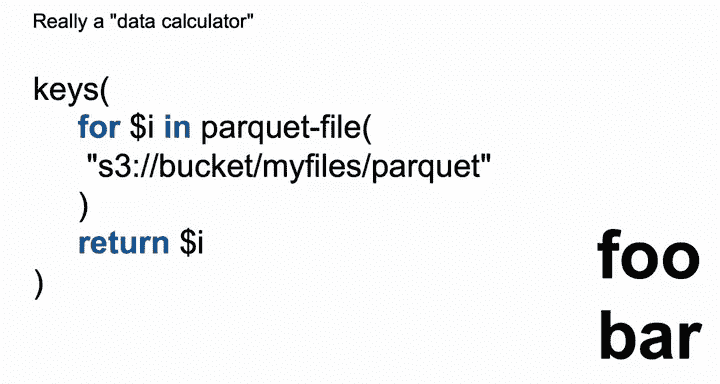 Really a "data calculator"
keys(
for $i in parquet-file(
"s3://bucket/myfiles/parquet"
)
return $i
)
foo
bar